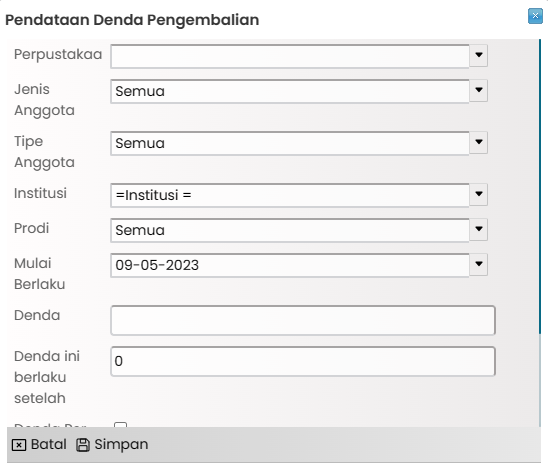 Pendataan Denda Pengembalian
Perpustakaa
Jenis
Anggota
Semua
Tipe
Anggota
Semua
Institusi
=Institusi =
Prodi
Semua
Mulai
Berlaku
09-05-2023
Denda
Denda ini
berlaku
setelah
0
Denda Per
Batal
Simpan